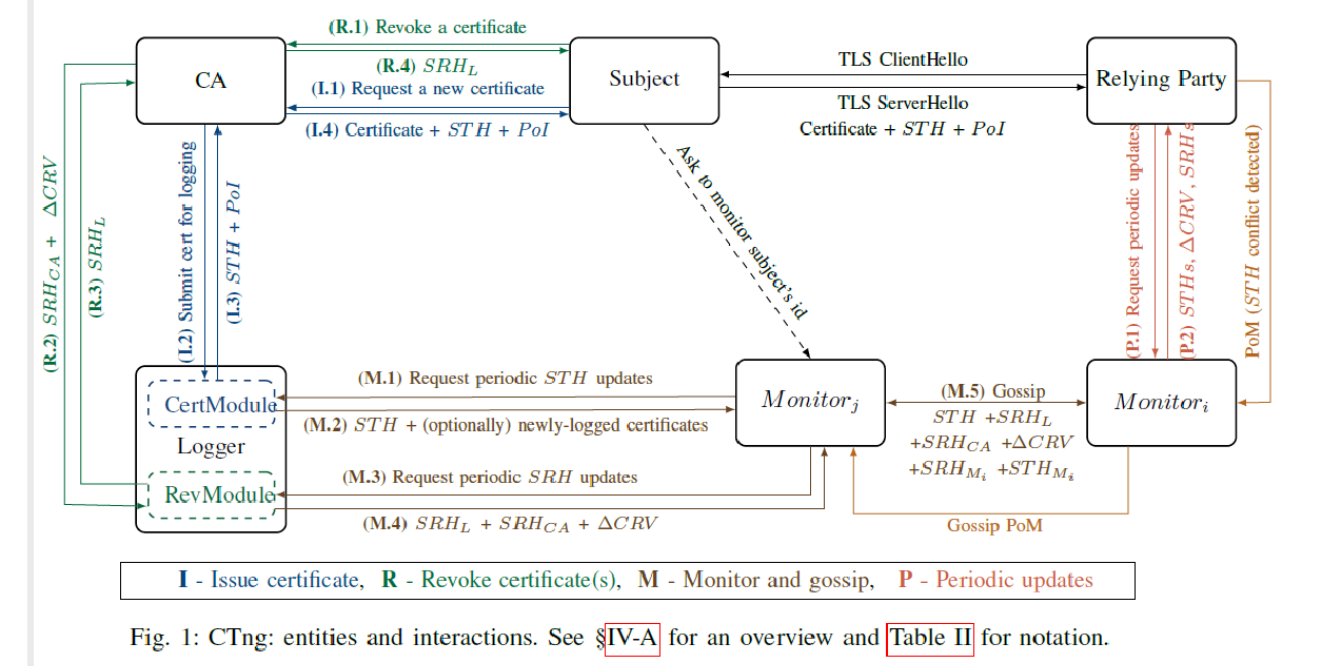 (R.1) Revoke a certificate
CA
(R.4) SRH_L
(I.1) Request a new certificate
(I.4) Certificate + STH + PoI
Subject
TLS ClientHello
TLS ServerHello
Certificate + STH + PoI
Relying Party
(R.2) SRH_CA + ΔCRV
(R.3) SRH_L
(I.2) Submit cert for logging
(I.3) STH + PoI
Ask to monitor subject's id
(P.1) Request periodic updates
(P.2) STHs, ΔCRV, SRHs
PoM (STH conflict detected)
CertModule
Logger
RevModule
(M.1) Request periodic STH updates
(M.2) STH + (optionally) newly-logged certificates
(M.3) Request periodic SRH updates
(M.4) SRH_L + SRH_CA + ΔCRV
Monitor_j
(M.5) Gossip
STH +SRH_L
+SRH_CA +ΔCRV
+SRH_M_i +STH_M_i
Monitor_i
Gossip PoM
I - Issue certificate, R - Revoke certificate(s), M - Monitor and gossip, P - Periodic updates
Fig. 1: CTng: entities and interactions. See §IV-A for an overview and Table II for notation.